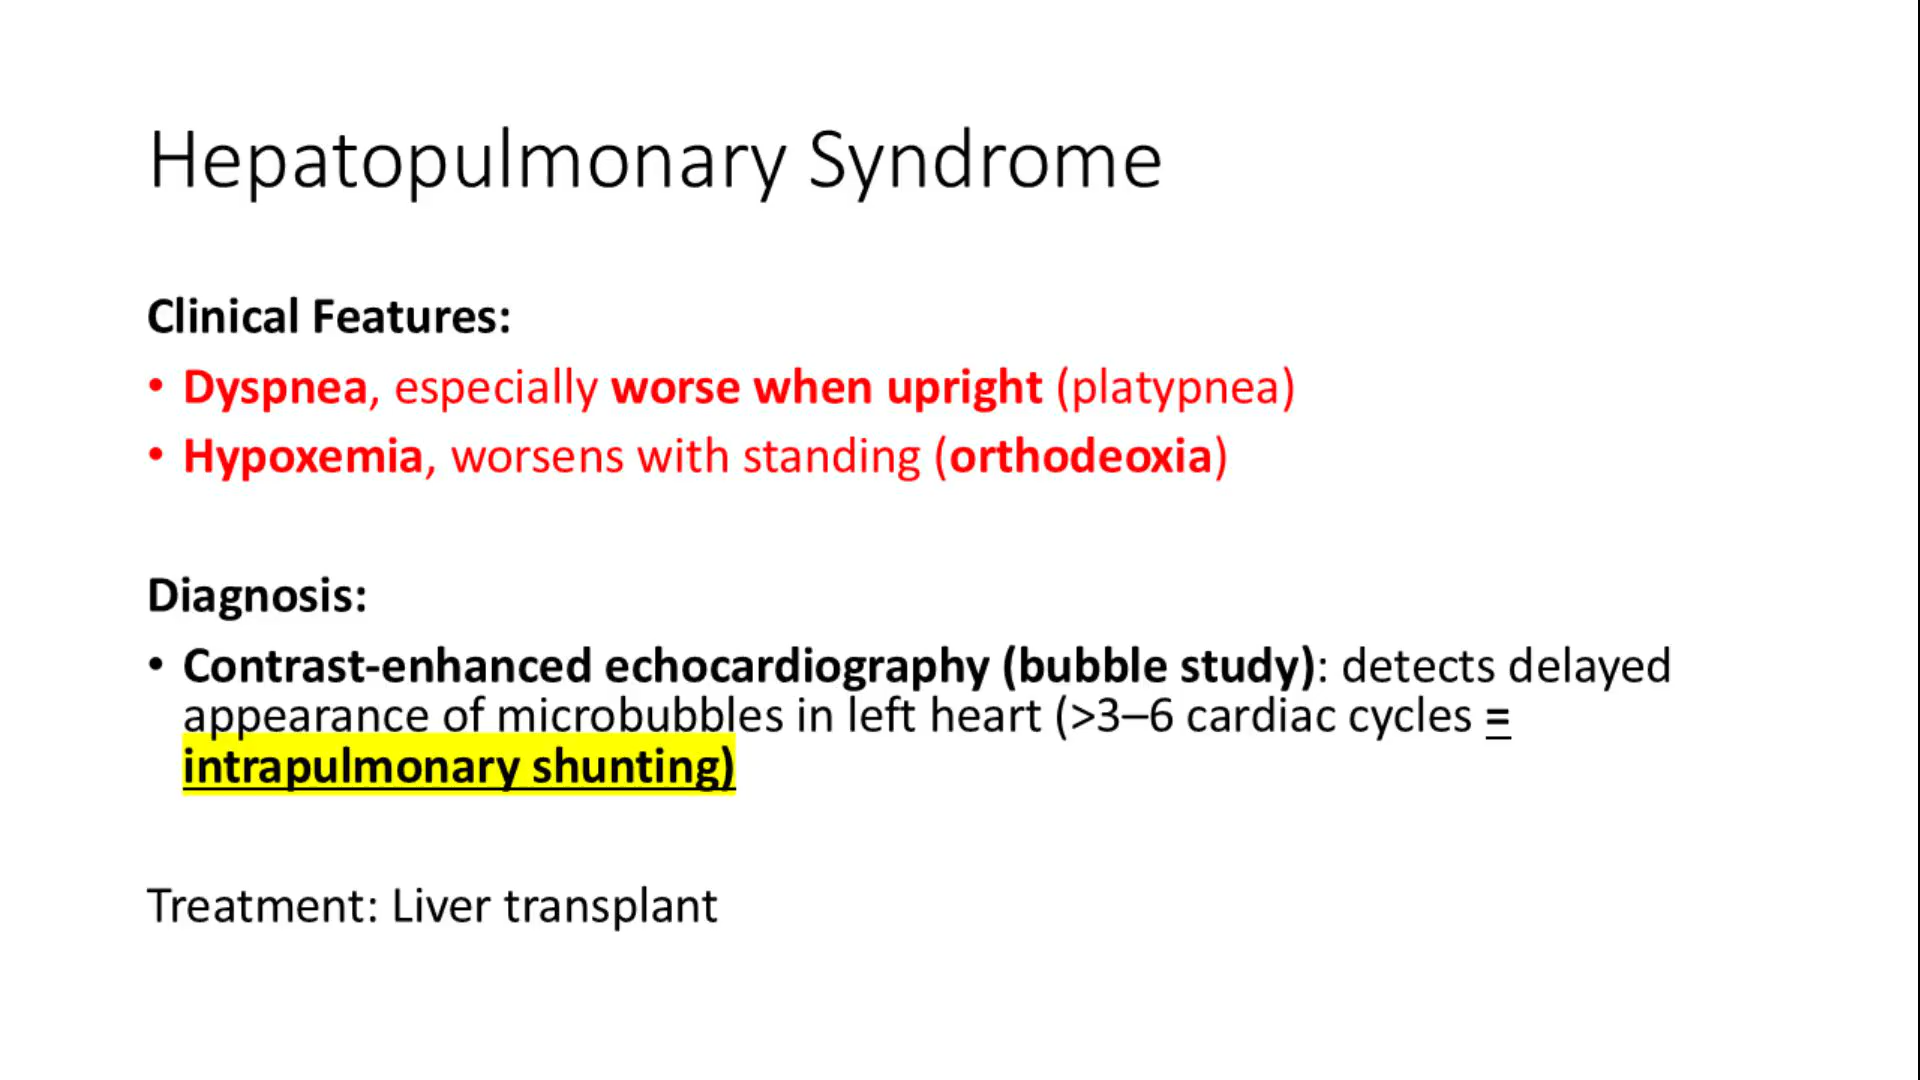 Hepatopulmonary Syndrome
Clinical Features:
• Dyspnea, especially worse when upright (platypnea)
• Hypoxemia, worsens with standing (orthodeoxia)
Diagnosis:
• Contrast-enhanced echocardiography (bubble study): detects delayed
appearance of microbubbles in left heart (>3–6 cardiac cycles =
intrapulmonary shunting)
Treatment: Liver transplant